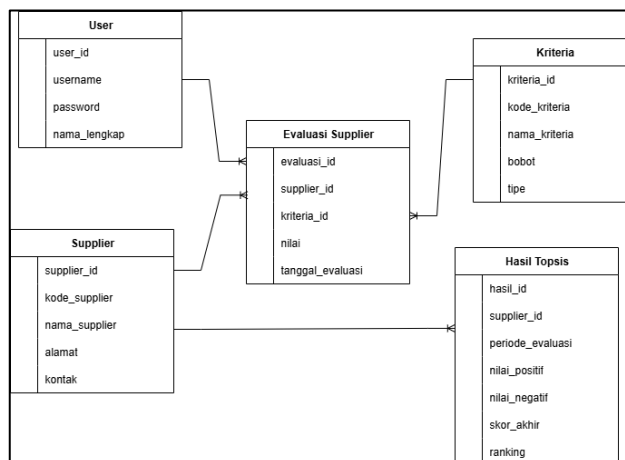 User
user_id
username
password
nama_lengkap
Kriteria
kriteria_id
kode_kriteria
nama_kriteria
bobot
tipe
Evaluasi Supplier
evaluasi_id
supplier_id
kriteria_id
nilai
tanggal_evaluasi
Supplier
supplier_id
kode_supplier
nama_supplier
alamat
kontak
Hasil Topsis
hasil_id
supplier_id
periode_evaluasi
nilai_positif
nilai_negatif
skor_akhir
ranking